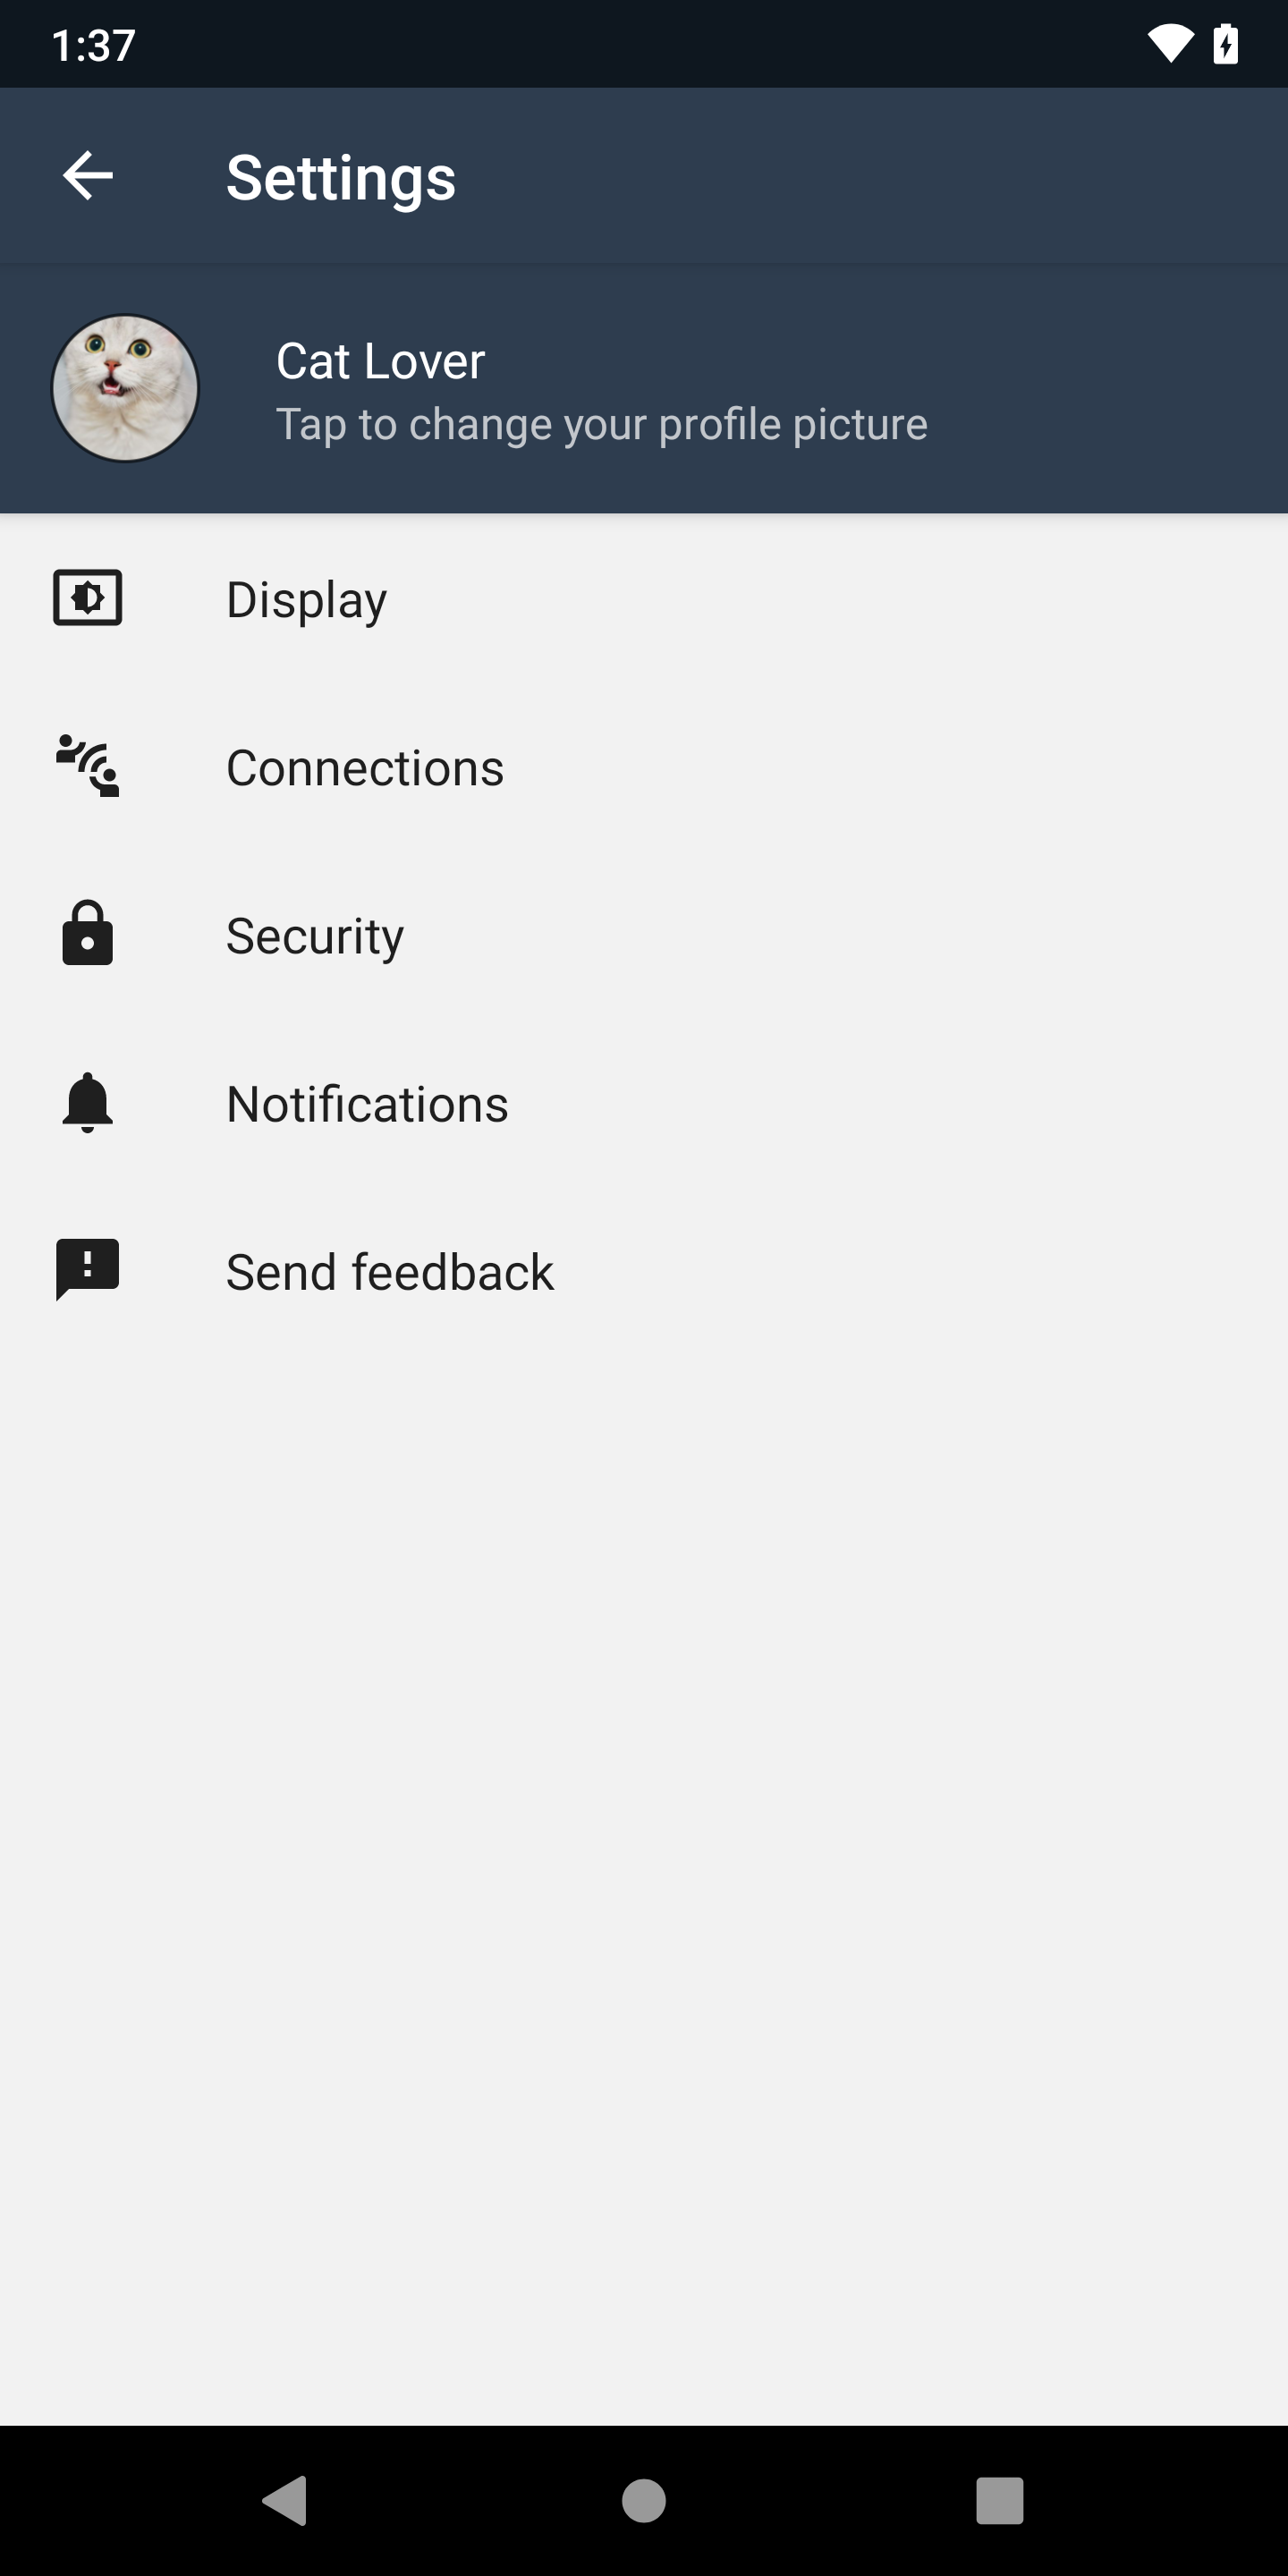 1:37
Settings
Cat Lover
Tap to change your profile picture
Display
Connections
Security
Notifications
Send feedback